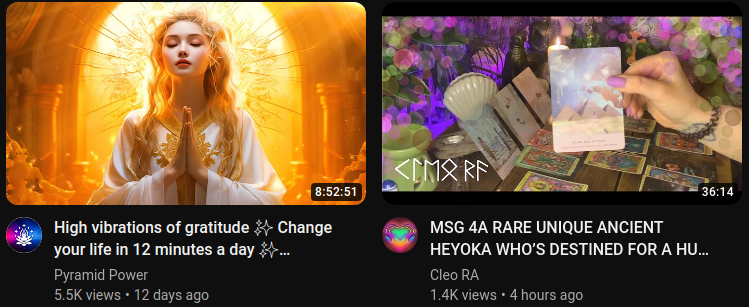 8:52:51
High vibrations of gratitude ✨ Change
your life in 12 minutes a day ✨...
Pyramid Power
5.5K views • 12 days ago
CLEO RA
36:14
MSG 4A RARE UNIQUE ANCIENT
HEYOKA WHO'S DESTINED FOR A HU...
Cleo RA
1.4K views • 4 hours ago